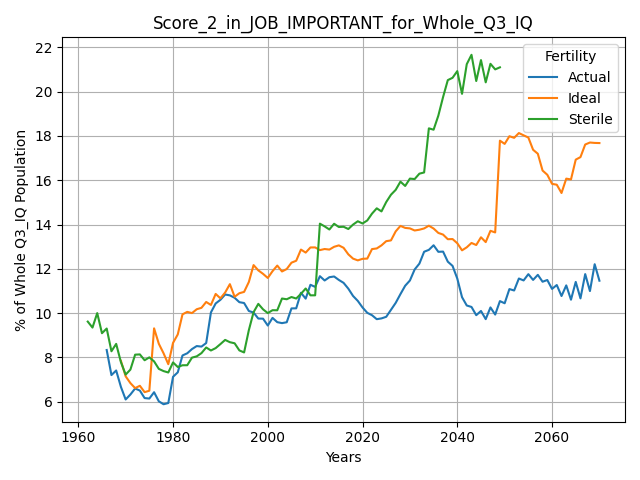 Score_2_in_JOB_IMPORTANT_for_Whole_Q3_IQ
% of Whole Q3_IQ Population
22
20
18
16
14
12
10
8
6
Fertility
Actual
Ideal
Sterile
1960 1980 2000 2020 2040 2060
Years